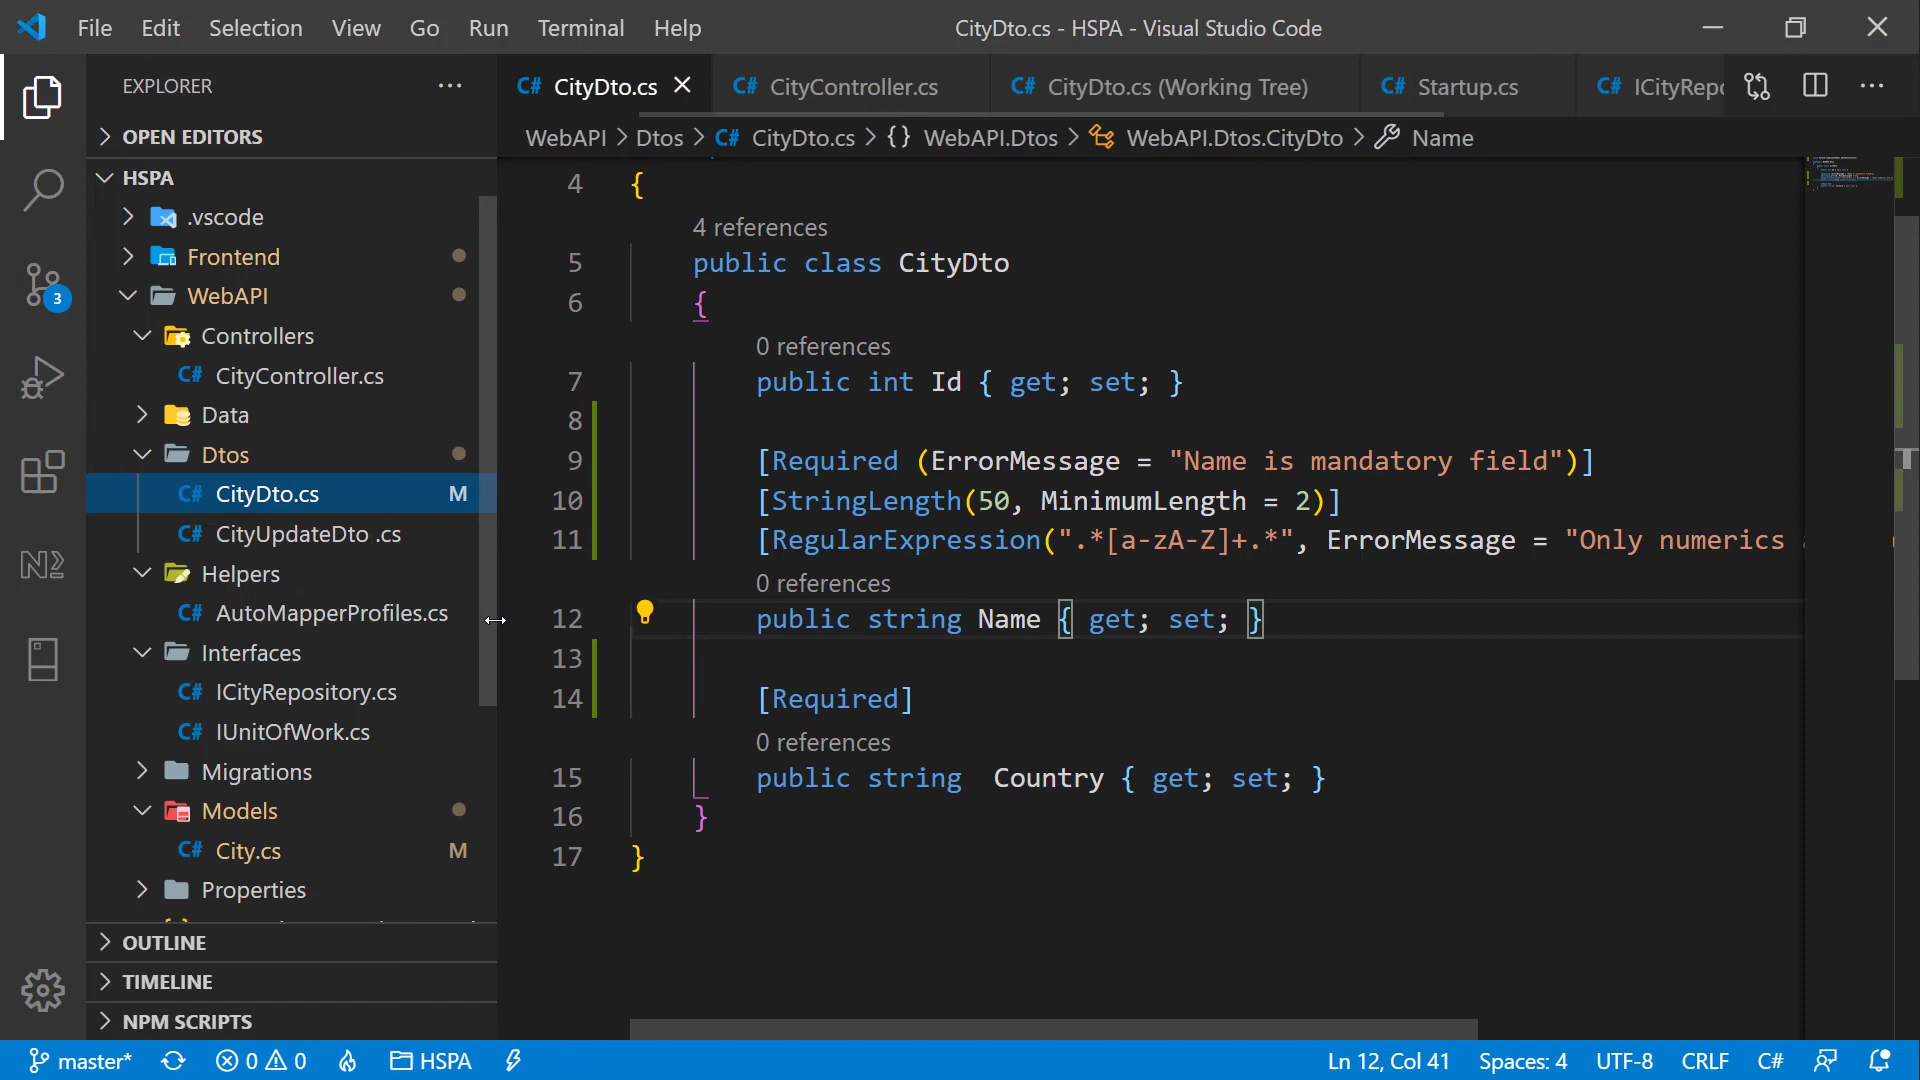 File Edit Selection View Go Run Terminal Help
CityDto.cs - HSPA - Visual Studio Code
EXPLORER
CityDto.cs
CityController.cs
CityDto.cs (Working Tree)
Startup.cs
ICityRepo
OPEN EDITORS
WebAPI > Dtos > C# CityDto.cs > {} WebAPI.Dtos > WebAPI.Dtos.CityDto > Name
HSPA
.vscode
Frontend
WebAPI
Controllers
C# CityController.cs
Data
Dtos
C# CityDto.cs M
C# CityUpdateDto .cs
Helpers
C# AutoMapperProfiles.cs
Interfaces
C# ICityRepository.cs
C# IUnitOfWork.cs
Migrations
Models
C# City.cs M
Properties
OUTLINE
TIMELINE
NPM SCRIPTS
3
4 {
4 references
5 public class CityDto
6 {
0 references
7 public int Id { get; set; }
8
9 [Required (ErrorMessage = "Name is mandatory field")]
10 [StringLength(50, MinimumLength = 2)]
11 [RegularExpression(".*[a-zA-Z]+.*", ErrorMessage = "Only numerics
0 references
12 public string Name { get; set; }
13
14 [Required]
0 references
15 public string  Country { get; set; }
16 }
17 }
master* 0 0 HSPA
Ln 12, Col 41 Spaces: 4 UTF-8 CRLF C#